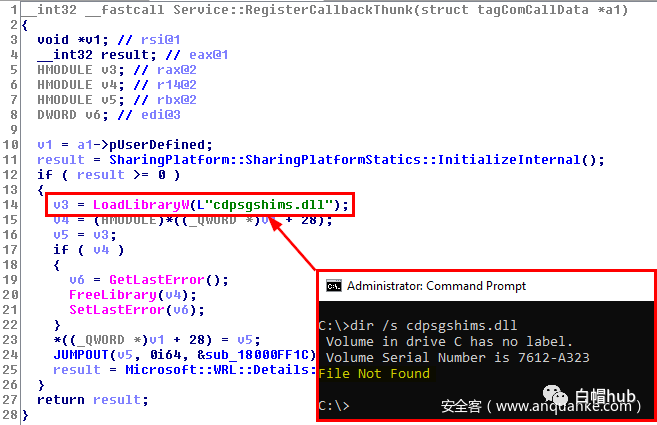 1 __int32 __fastcall Service::RegisterCallbackThunk(struct tagComCallData *a1)
2 {
3 void *v1; // rsi@1
4 __int32 result; // eax@1
5 HMODULE v3; // rax@2
6 HMODULE v4; // r14@2
7 HMODULE v5; // rbx@2
8 DWORD v6; // edi@3
9
10 v1 = a1->pUserDefined;
11 result = SharingPlatform::SharingPlatformStatics::InitializeInternal();
12 if ( result >= 0 )
13 {
14 v3 = LoadLibraryW(L"cdpsgshims.dll");
15 v4 = (HMODULE)*((_QWORD *)v1 + 28);
16 v5 = v3;
17 if ( v4 )
18 {
19 v6 = GetLastError();
20 FreeLibrary(v4);
21 SetLastError(v6);
22 }
23 *((_QWORD *)v1 + 28) = v5;
24 JUMPOUT(v5, 0i64, &sub_18000FF1C)
25 result = Microsoft::WRL::Details::
26 }
27 return result;
28 }
Administrator: Command Prompt
C:\>dir /s cdpsgshims.dll
Volume in drive C has no label.
Volume Serial Number is 7612-A323
File Not Found
C:\>
白帽hub
安全客（www.anquanke.com）